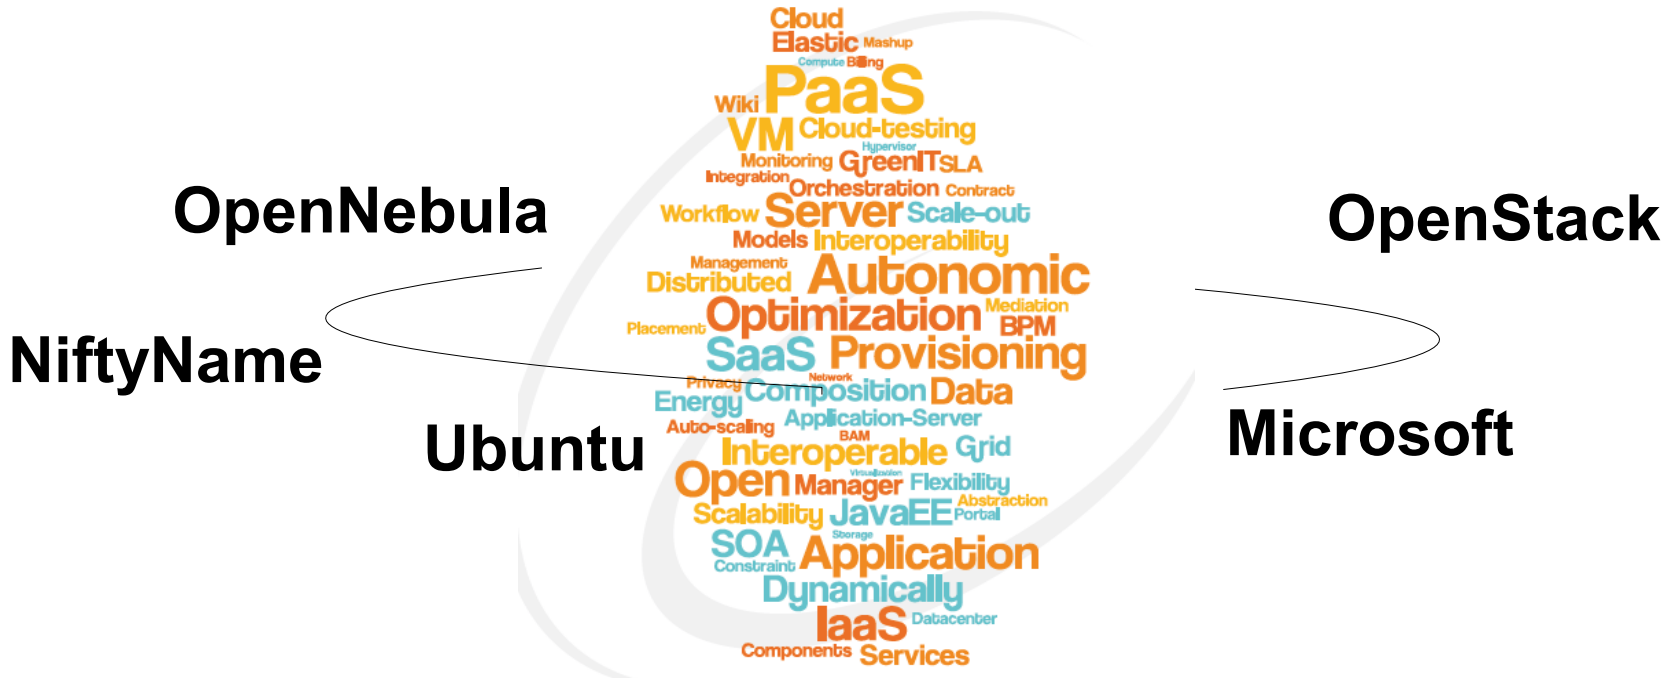 Cloud
Elastic Mashup
Compute Billing
Wiki PaaS
VM Cloud-testing
Hypervisor
Monitoring GreenIT SLA
Integration Orchestration Contract
OpenNebula
OpenStack
Workflow Server Scale-out
Models Interoperability
Management
Distributed Autonomic
Placement Optimization Mediation
BPM
NiftyName
SaaS Provisioning
Network
Privacy Composition Data
Energy
Application-Server
Auto-scaling
BAM
Ubuntu
Microsoft
Interoperable Grid
Virtualization
Open Manager Flexibility
Abstraction
Scalability JavaEE Portal
Storage
SOA Application
Constraint
Dynamically
IaaS Datacenter
Components Services